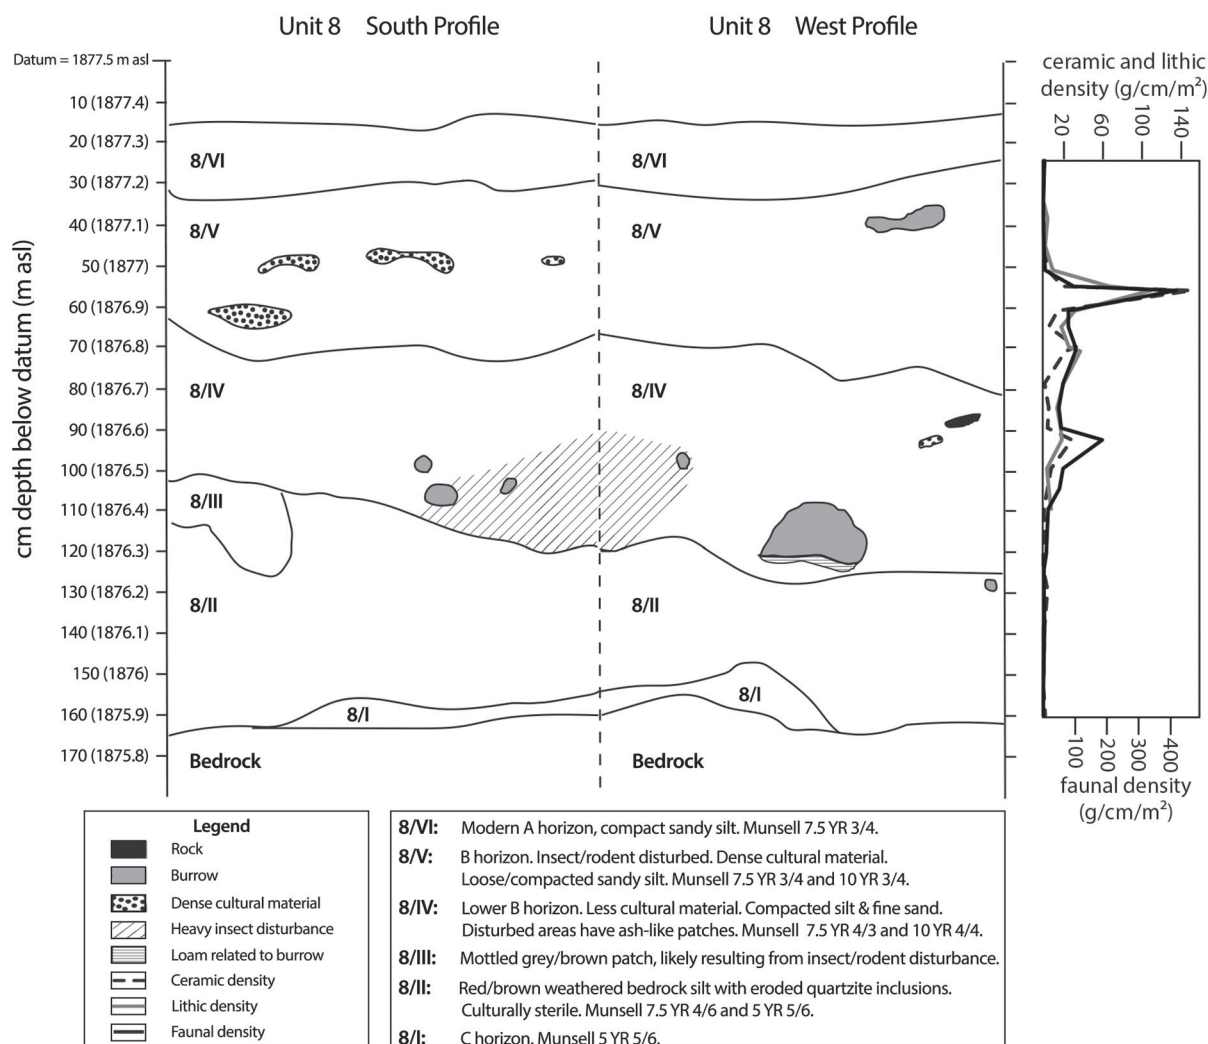 Unit 8 South Profile
Unit 8 West Profile
Datum = 1877.5 m asl
10 (1877.4)
20 (1877.3)
30 (1877.2)
40 (1877.1)
50 (1877)
60 (1876.9)
70 (1876.8)
80 (1876.7)
90 (1876.6)
100 (1876.5)
110 (1876.4)
120 (1876.3)
130 (1876.2)
140 (1876.1)
150 (1876)
160 (1875.9)
170 (1875.8)
cm depth below datum (m asl)
8/VI
8/VI
8/V
8/V
8/IV
8/IV
8/III
8/II
8/II
8/I
8/I
Bedrock
Bedrock
ceramic and lithic
density (g/cm/m²)
20
60
100
140
100
200
300
400
faunal density
(g/cm/m²)
Legend
Rock
Burrow
Dense cultural material
Heavy insect disturbance
Loam related to burrow
Ceramic density
Lithic density
Faunal density
8/VI: Modern A horizon, compact sandy silt. Munsell 7.5 YR 3/4.
8/V: B horizon. Insect/rodent disturbed. Dense cultural material.
Loose/compacted sandy silt. Munsell 7.5 YR 3/4 and 10 YR 3/4.
8/IV: Lower B horizon. Less cultural material. Compacted silt & fine sand.
Disturbed areas have ash-like patches. Munsell 7.5 YR 4/3 and 10 YR 4/4.
8/III: Mottled grey/brown patch, likely resulting from insect/rodent disturbance.
8/II: Red/brown weathered bedrock silt with eroded quartzite inclusions.
Culturally sterile. Munsell 7.5 YR 4/6 and 5 YR 5/6.
8/I: C horizon. Munsell 5 YR 5/6.